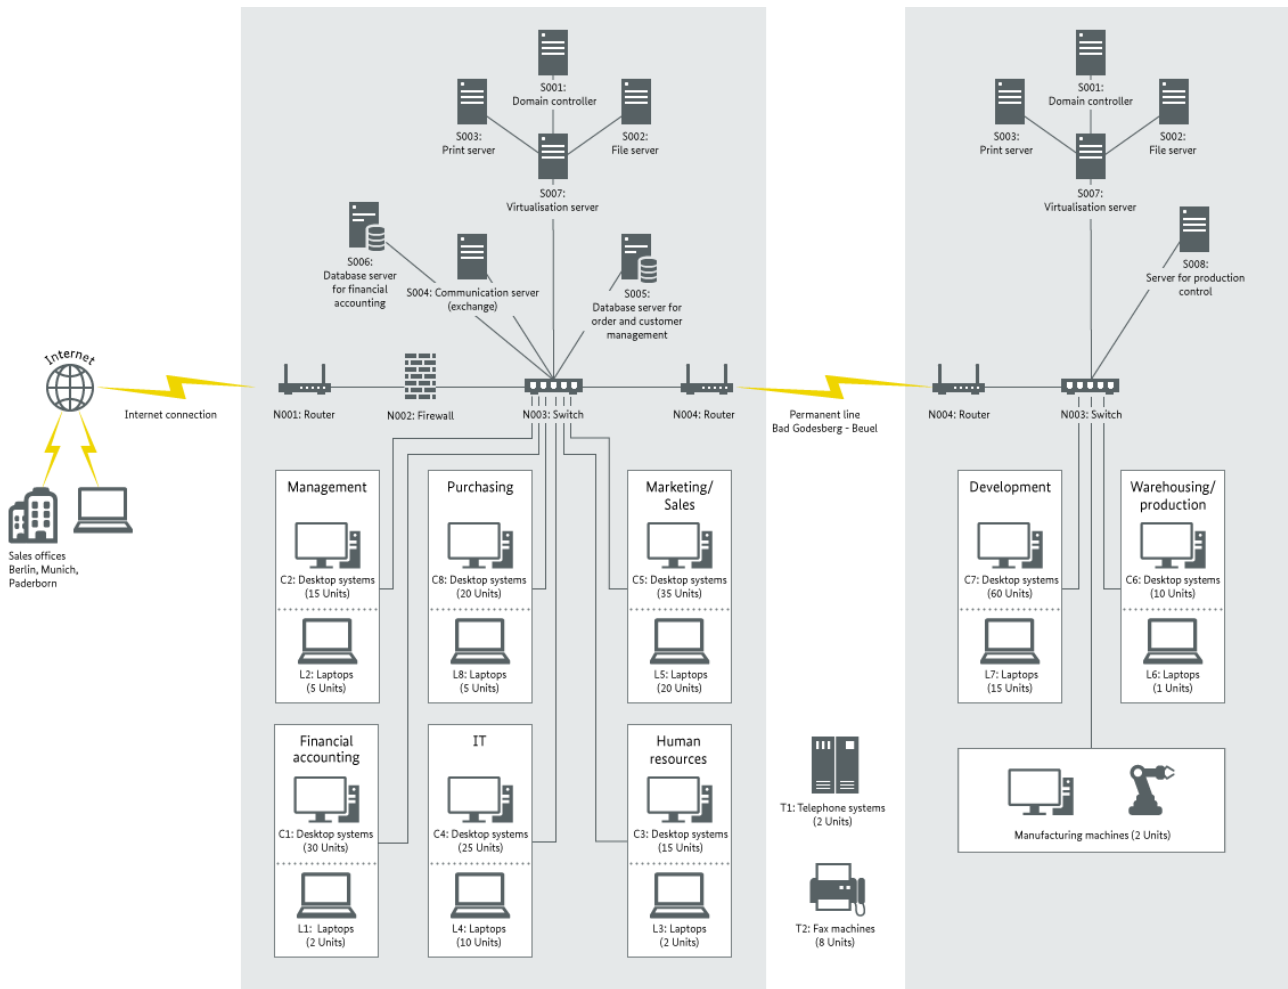 S001:
Domain controller
S003:
Print server
S002:
File server
S007:
Virtualisation server
S006:
Database server
for financial
accounting
S004: Communication server
(exchange)
S005:
Database server for
order and customer
management
S001:
Domain controller
S003:
Print server
S002:
File server
S007:
Virtualisation server
S008:
Server for production
control
Internet
Internet connection
N001: Router
N002: Firewall
N003: Switch
N004: Router
Permanent line
Bad Godesberg - Beuel
N004: Router
N003: Switch
Sales offices
Berlin, Munich,
Paderborn
Management
C2: Desktop systems
(15 Units)
L2: Laptops
(5 Units)
Purchasing
C8: Desktop systems
(20 Units)
L8: Laptops
(5 Units)
Marketing/
Sales
C5: Desktop systems
(35 Units)
L5: Laptops
(20 Units)
Development
C7: Desktop systems
(60 Units)
L7: Laptops
(15 Units)
Warehousing/
production
C6: Desktop systems
(10 Units)
L6: Laptops
(1 Units)
Financial
accounting
C1: Desktop systems
(30 Units)
L1: Laptops
(2 Units)
IT
C4: Desktop systems
(25 Units)
L4: Laptops
(10 Units)
Human
resources
C3: Desktop systems
(15 Units)
L3: Laptops
(2 Units)
T1: Telephone systems
(2 Units)
T2: Fax machines
(8 Units)
Manufacturing machines (2 Units)